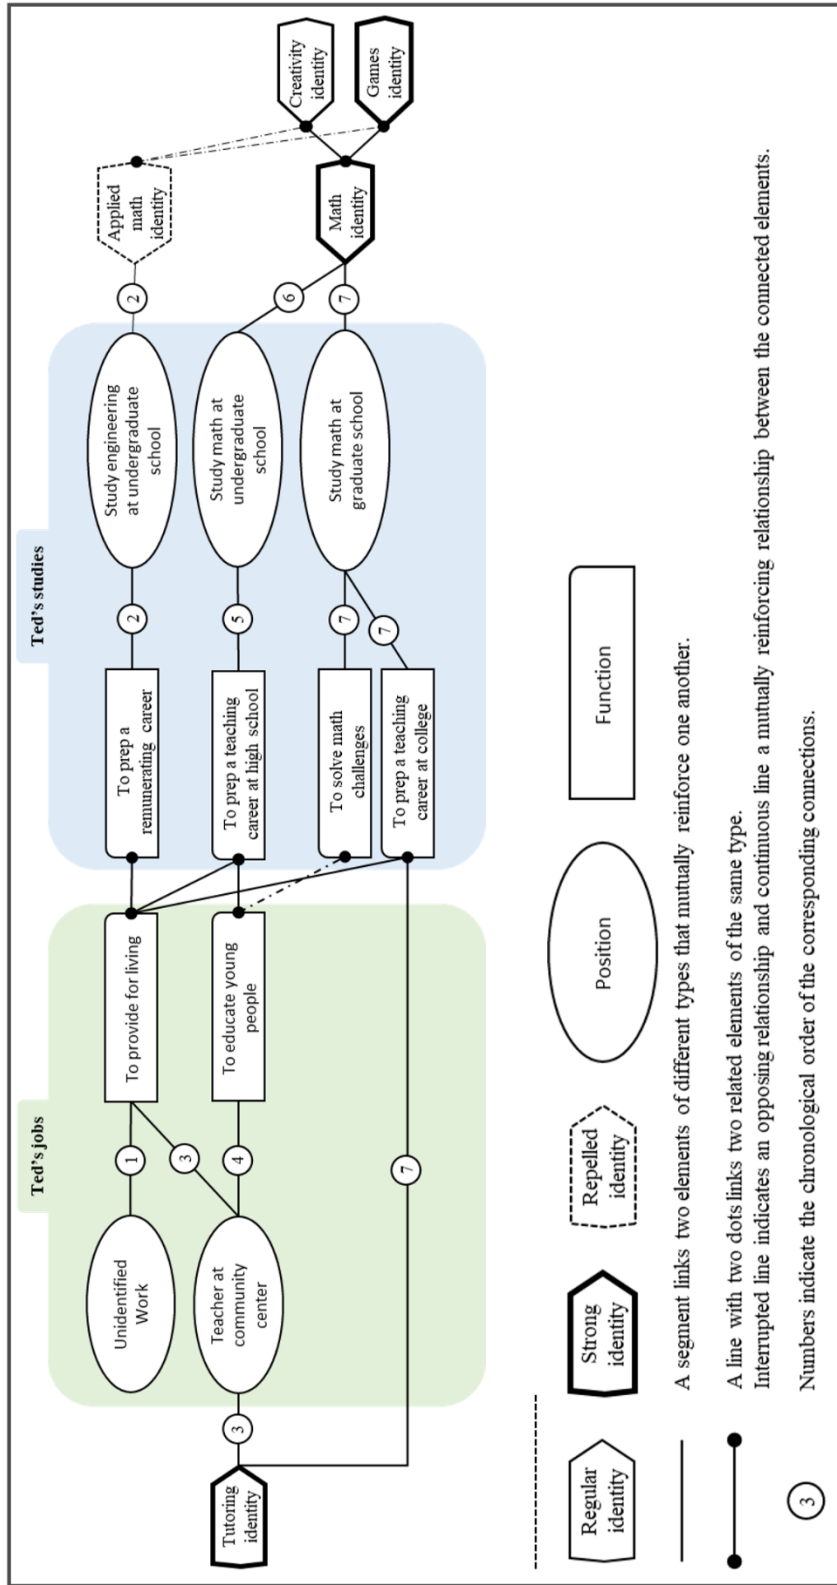 Ted's jobs
Ted's studies
Tutoring
identity
3
Unidentified
Work
Teacher at
community
center
1
3
4
7
To provide for living
To educate young
people
To prep a
remunerating career
To prep a teaching
career at high school
To solve math
challenges
To prep a teaching
career at college
2
5
7
7
Study engineering
at undergraduate
school
Study math at
undergraduate
school
Study math at
graduate school
2
6
7
Applied
math
identity
Math
identity
Creativity
identity
Games
identity
Regular
identity
Strong
identity
Repelled
identity
Position
Function
A segment links two elements of different types that mutually reinforce one another.
A line with two dots links two related elements of the same type.
Interrupted line indicates an opposing relationship and continuous line a mutually reinforcing relationship between the connected elements.
3
Numbers indicate the chronological order of the corresponding connections.